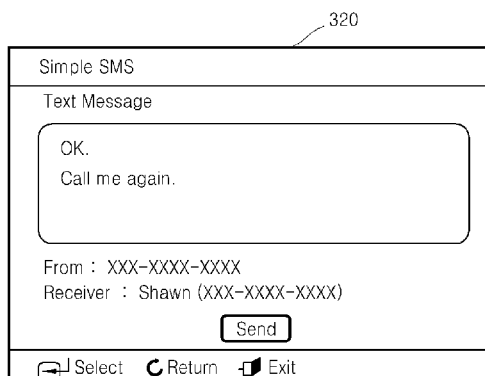 320
Simple SMS
Text Message
OK.
Call me again.
From : XXX-XXXX-XXXX
Receiver : Shawn (XXX-XXXX-XXXX)
Send
Select Return Exit